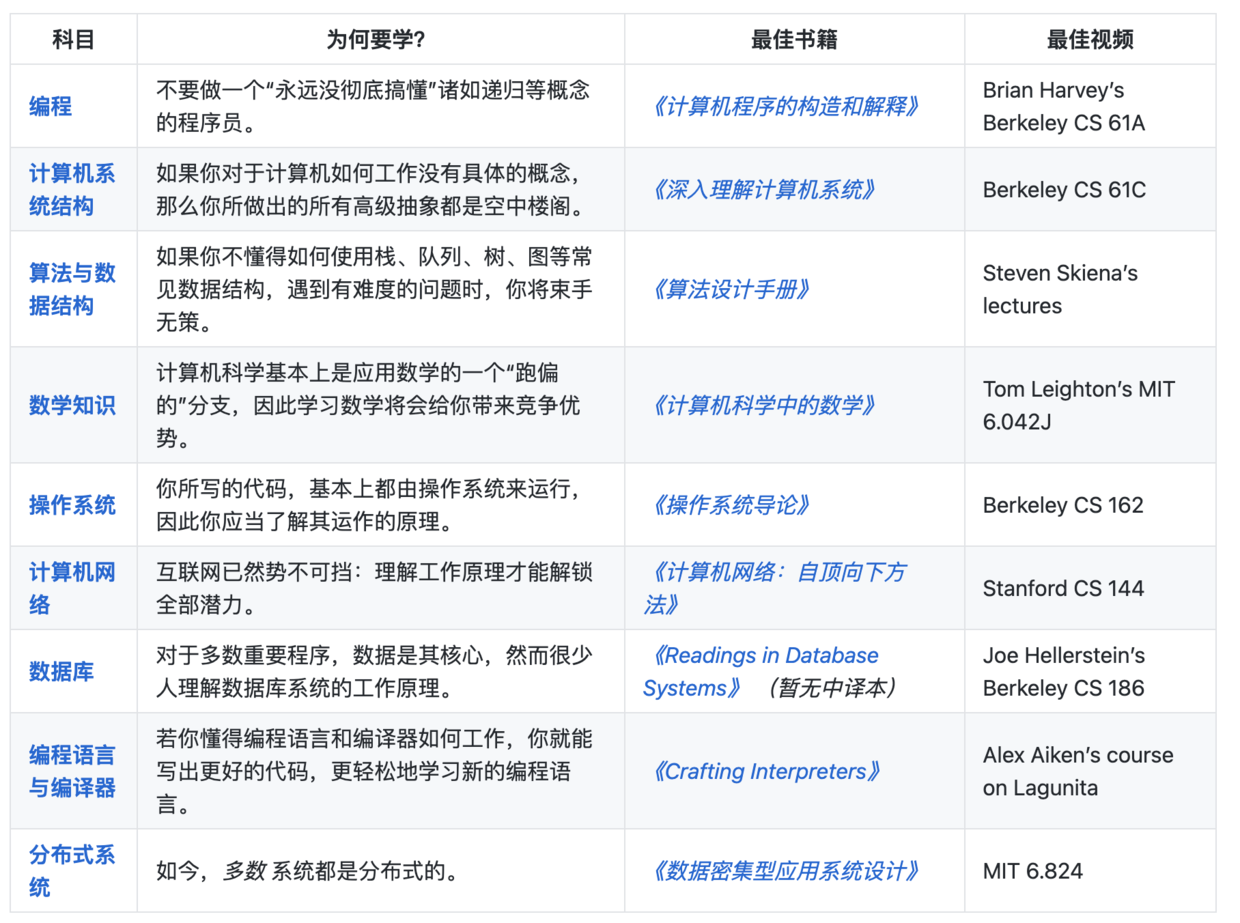 科目
为何要学?
最佳书籍
最佳视频
编程
不要做一个“永远没彻底搞懂”诸如递归等概念
的程序员。
《计算机程序的构造和解释》
Brian Harvey’s
Berkeley CS 61A
计算机系
统结构
如果你对于计算机如何工作没有具体的概念，
那么你所做出的所有高级抽象都是空中楼阁。
《深入理解计算机系统》
Berkeley CS 61C
算法与数
据结构
如果你不懂得如何使用栈、队列、树、图等常
见数据结构，遇到有难度的问题时，你将束手
无策。
《算法设计手册》
Steven Skiena’s
lectures
数学知识
计算机科学基本上是应用数学的一个“跑偏
的”分支，因此学习数学将会给你带来竞争优
势。
《计算机科学中的数学》
Tom Leighton’s MIT
6.042J
操作系统
你所写的代码，基本上都由操作系统来运行，
因此你应当了解其运作的原理。
《操作系统导论》
Berkeley CS 162
计算机网
络
互联网已然势不可挡：理解工作原理才能解锁
全部潜力。
《计算机网络：自顶向下方
法》
Stanford CS 144
数据库
对于多数重要程序，数据是其核心，然而很少
人理解数据库系统的工作原理。
《Readings in Database
Systems》 （暂无中译本）
Joe Hellerstein’s
Berkeley CS 186
编程语言
与编译器
若你懂得编程语言和编译器如何工作，你就能
写出更好的代码，更轻松地学习新的编程语
言。
《Crafting Interpreters》
Alex Aiken’s course
on Lagunita
分布式系
统
如今，多数 系统都是分布式的。
《数据密集型应用系统设计》
MIT 6.824